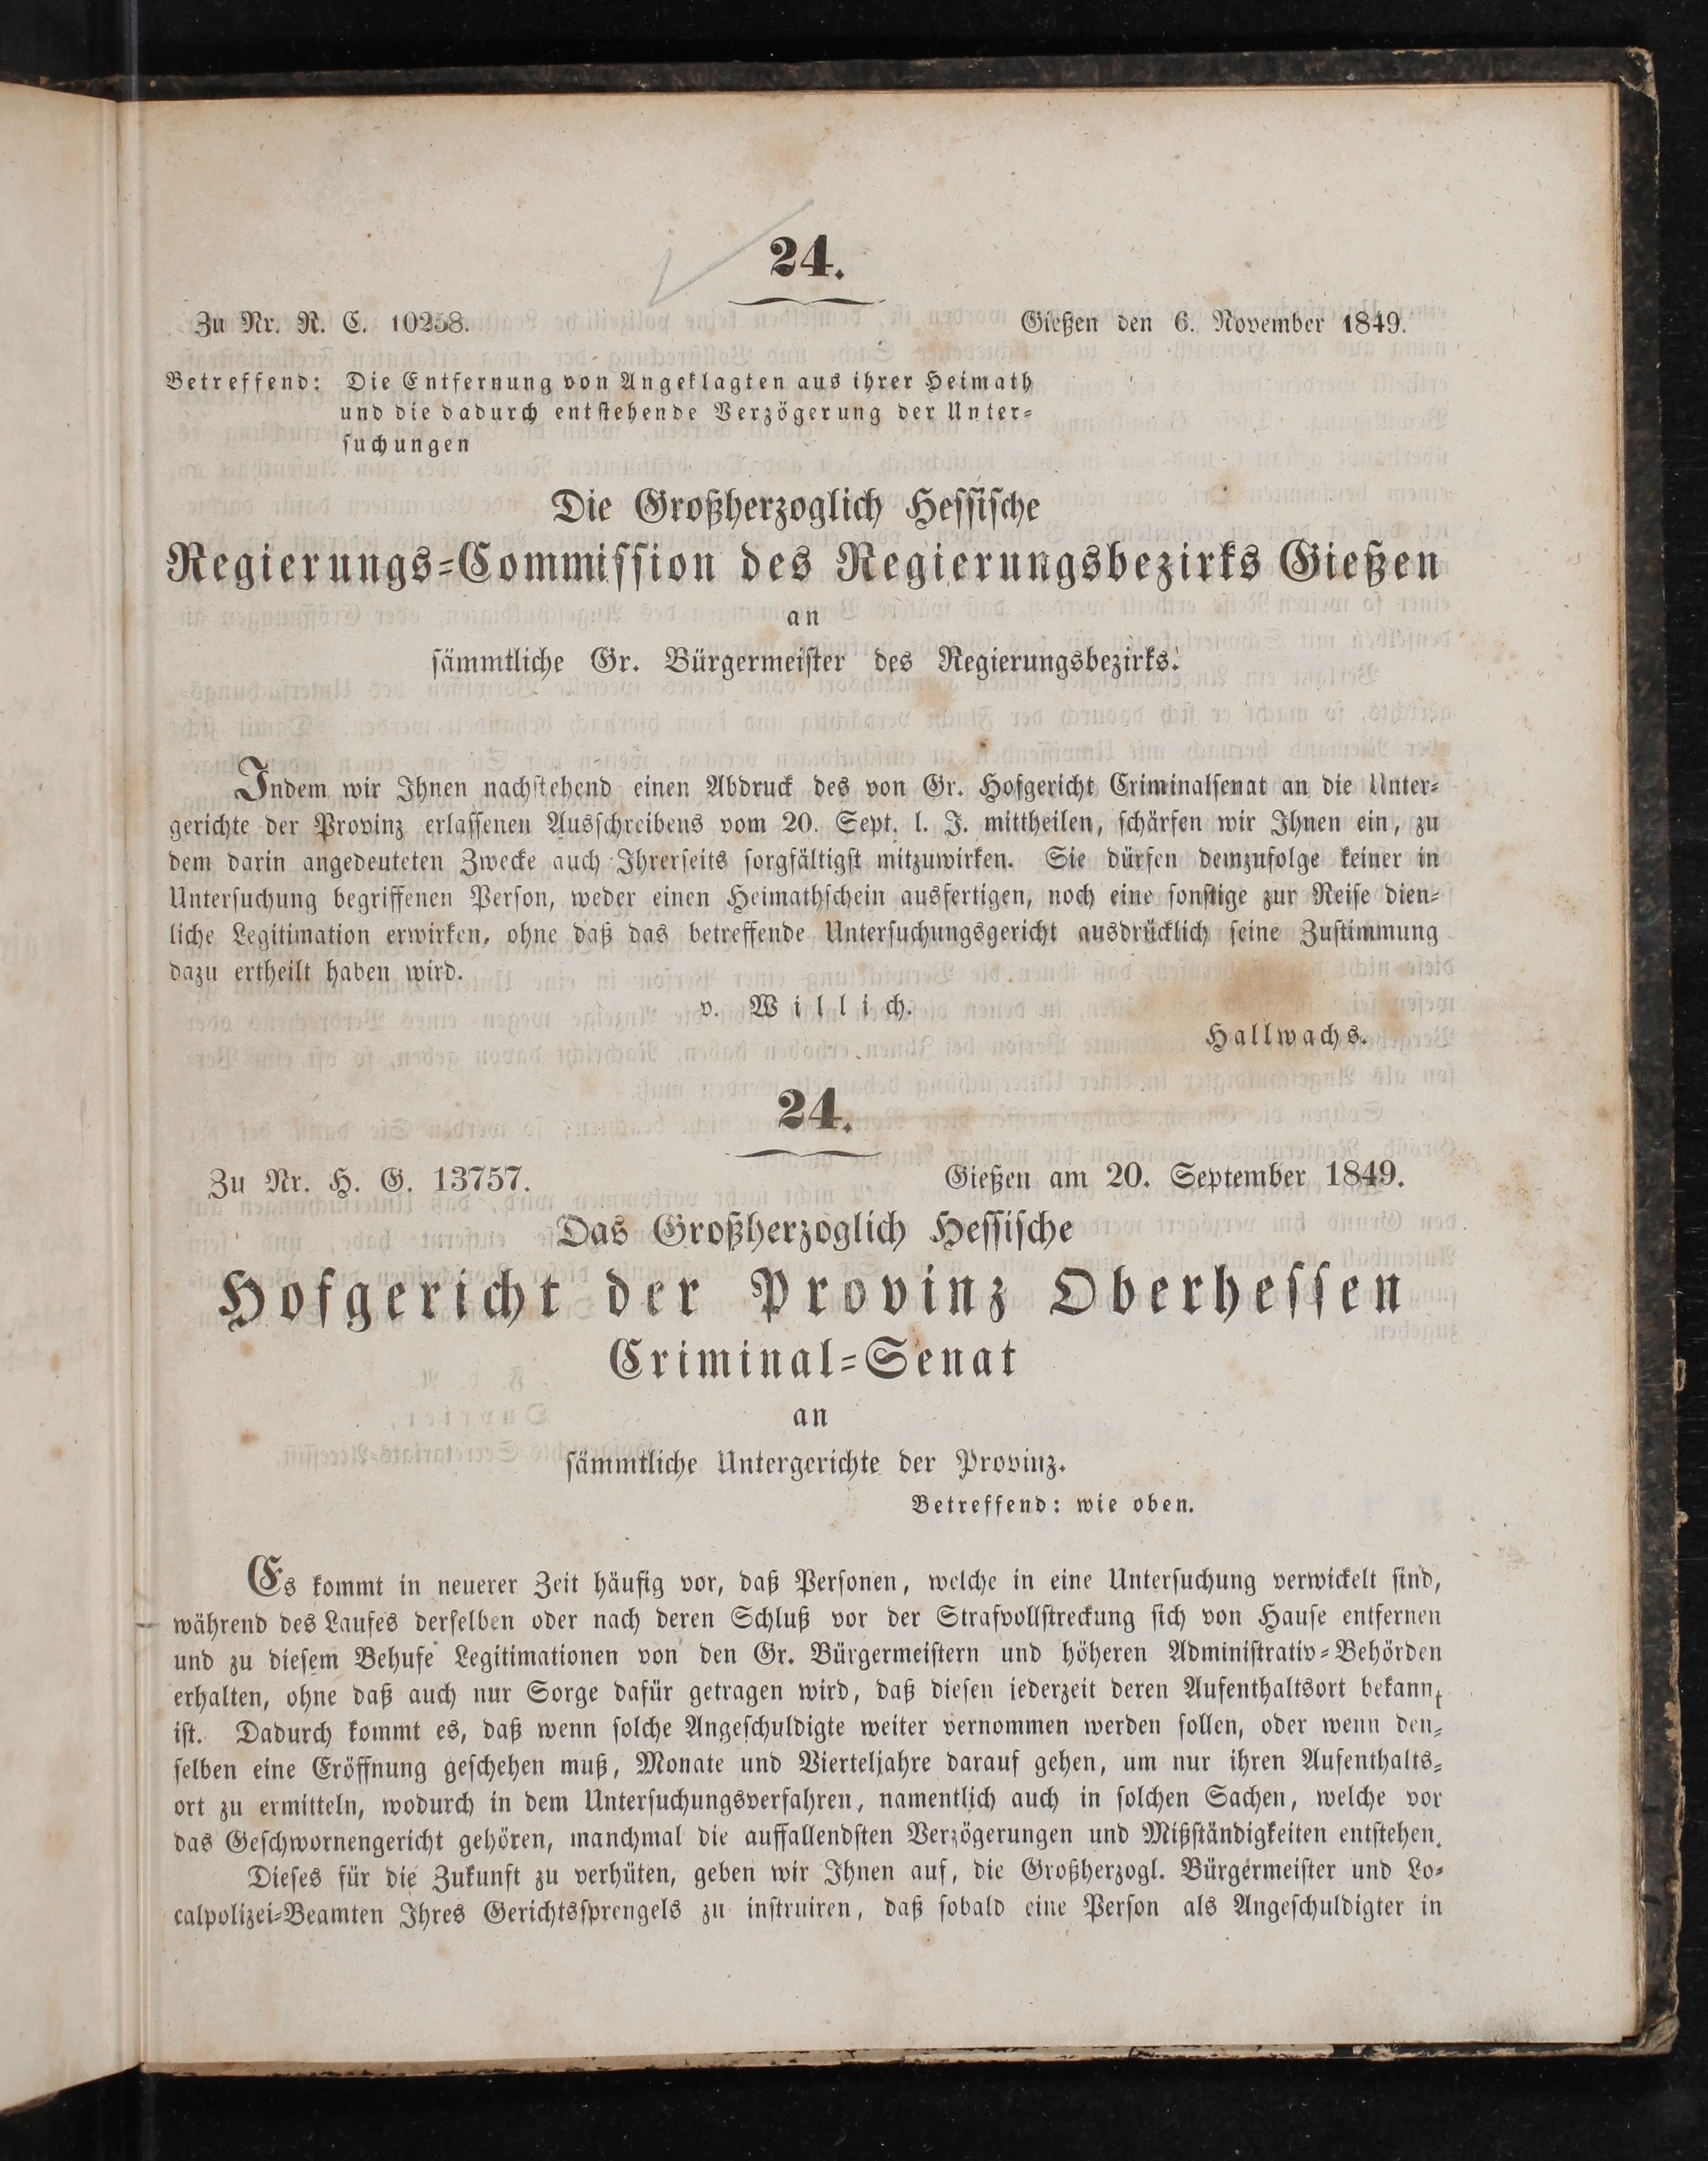 24.
Zu Nr. R. C. 10258.
Gießen den 6. November 1849.
Betreffend: Die Entfernung von Angeklagten aus ihrer Heimath
und die dadurch entstehende Verzögerung der Unter-
suchungen
Die Großherzoglich Hessische
Regierungs-Commission des Regierungsbezirks Gießen
an
sämmtliche Gr. Bürgermeister des Regierungsbezirks.
Indem wir Ihnen nachstehend einen Abdruck des von Gr. Hofgericht Criminalsenat an die Unter-
gerichte der Provinz erlassenen Ausschreibens vom 20. Sept. l. J. mittheilen, schärfen wir Ihnen ein, zu
dem darin angedeuteten Zwecke auch Ihrerseits sorgfältigst mitzuwirken. Sie dürfen demzufolge keiner in
Untersuchung begriffenen Person, weder einen Heimathschein ausfertigen, noch eine sonstige zur Reise dien-
liche Legitimation erwirken, ohne daß das betreffende Untersuchungsgericht ausdrücklich seine Zustimmung
dazu ertheilt haben wird.
v. Willich.
Hallwachs.
24.
Zu Nr. H. G. 13757.
Gießen am 20. September 1849.
Das Großherzoglich Hessische
Hofgericht der Provinz Oberhessen
Criminal-Senat
an
sämmtliche Untergerichte der Provinz.
Betreffend: wie oben.
Es kommt in neuerer Zeit häufig vor, daß Personen, welche in eine Untersuchung verwickelt sind,
während des Laufes derselben oder nach deren Schluß vor der Strafvollstreckung sich von Hause entfernen
und zu diesem Behufe Legitimationen von den Gr. Bürgermeistern und höheren Administrativ-Behörden
erhalten, ohne daß auch nur Sorge dafür getragen wird, daß diesen jederzeit deren Aufenthaltsort bekannt
ist. Dadurch kommt es, daß wenn solche Angeschuldigte weiter vernommen werden sollen, oder wenn den-
selben eine Eröffnung geschehen muß, Monate und Vierteljahre darauf gehen, um nur ihren Aufenthalts-
ort zu ermitteln, wodurch in dem Untersuchungsverfahren, namentlich auch in solchen Sachen, welche vor
das Geschwornengericht gehören, manchmal die auffallendsten Verzögerungen und Mißständigkeiten entstehen.
Dieses für die Zukunft zu verhüten, geben wir Ihnen auf, die Großherzogl. Bürgermeister und Lo-
calpolizei-Beamten Ihres Gerichtssprengels zu instruiren, daß sobald eine Person als Angeschuldigter in